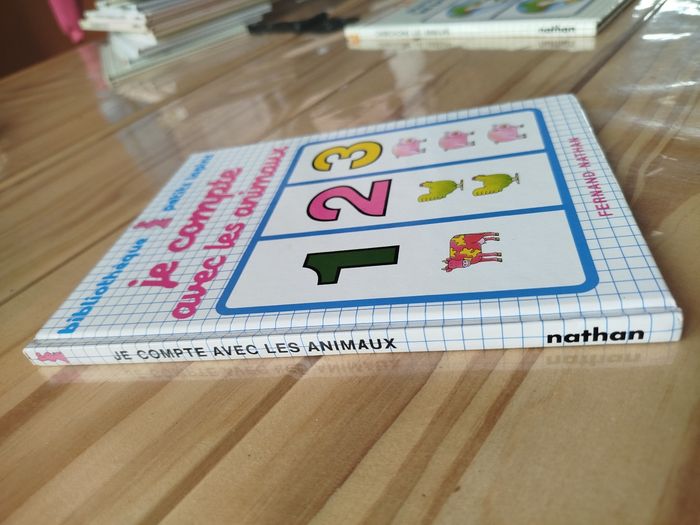 bibliothèque petits lapins
je compte
avec les animaux
1
2
3
FERNAND NATHAN
JE COMPTE AVEC LES ANIMAUX nathan
nathan